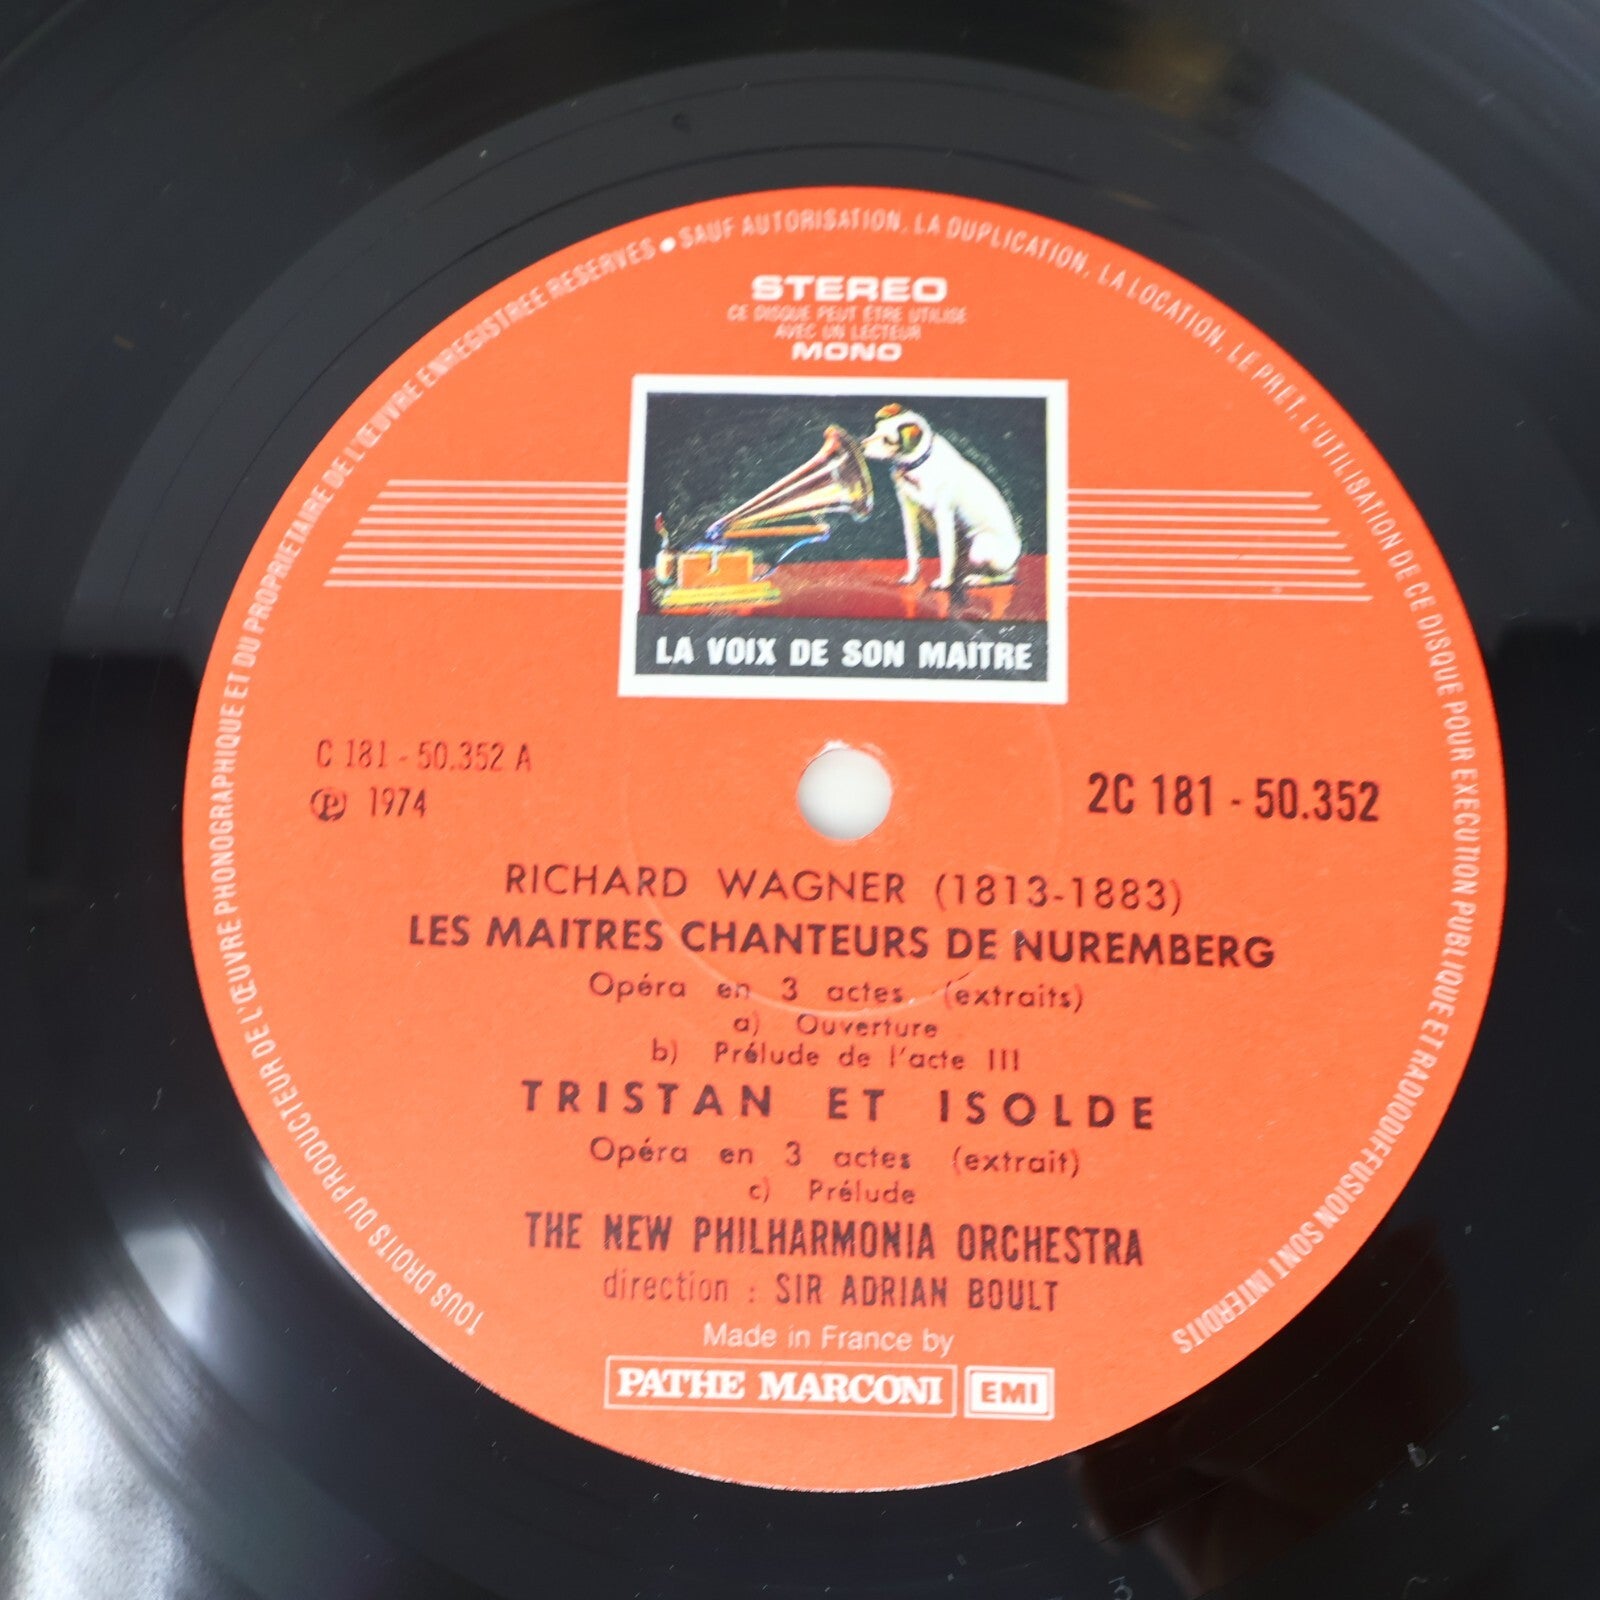 TOUS DROITS DU PRODUCTEUR DE L'ŒUVRE PHONOGRAPHIQUE ET DU PROPRIETAIRE DE L'ŒUVRE ENREGISTREE RESERVES • SAUF AUTORISATION, LA DUPLICATION, LA LOCATION, LE PRET, L'UTILISATION DE CE DISQUE POUR EXECUTION PUBLIQUE ET RADIODIFFUSION SONT INTERDITS
STEREO
CE DISQUE PEUT ETRE UTILISE
AVEC UN LECTEUR
MONO
LA VOIX DE SON MAITRE
C 181 - 50.352 A
℗ 1974
2C 181 - 50.352
RICHARD WAGNER (1813-1883)
LES MAITRES CHANTEURS DE NUREMBERG
Opéra en 3 actes (extraits)
a) Ouverture
b) Prélude de l'acte III
TRISTAN ET ISOLDE
Opéra en 3 actes (extrait)
c) Prélude
THE NEW PHILHARMONIA ORCHESTRA
direction : SIR ADRIAN BOULT
Made in France by
PATHE MARCONI EMI